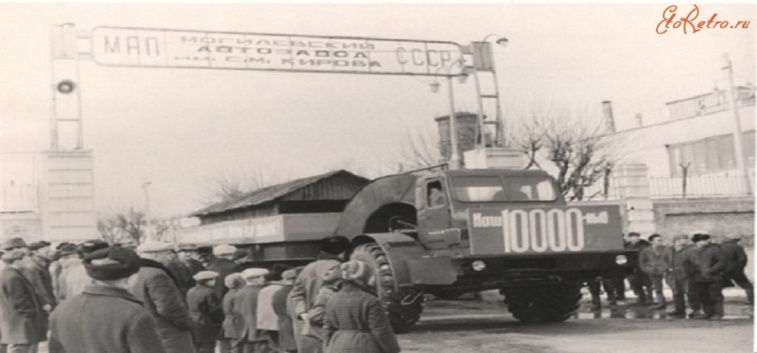 EtoRetro.ru
МАП
МОГИЛЕВСКИЙ
АВТОЗАВОД
ИМ. С.М. КИРОВА
СССР
Наш 10000-ный